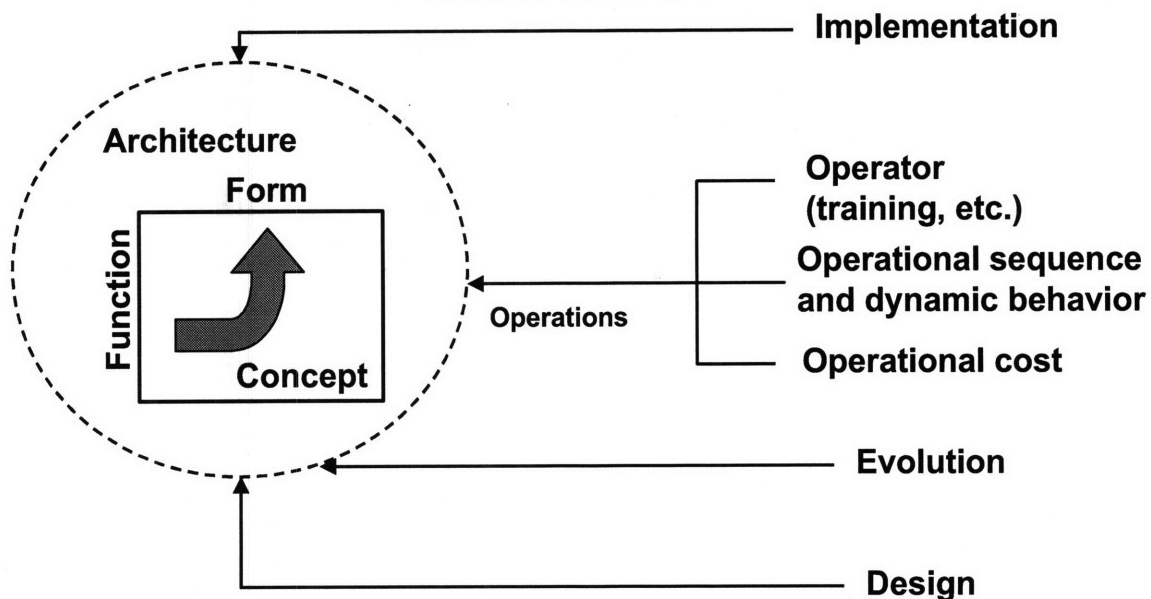 Implementation
Architecture
Form
Function
Concept
Operator
(training, etc.)
Operational sequence
and dynamic behavior
Operations
Operational cost
Evolution
Design